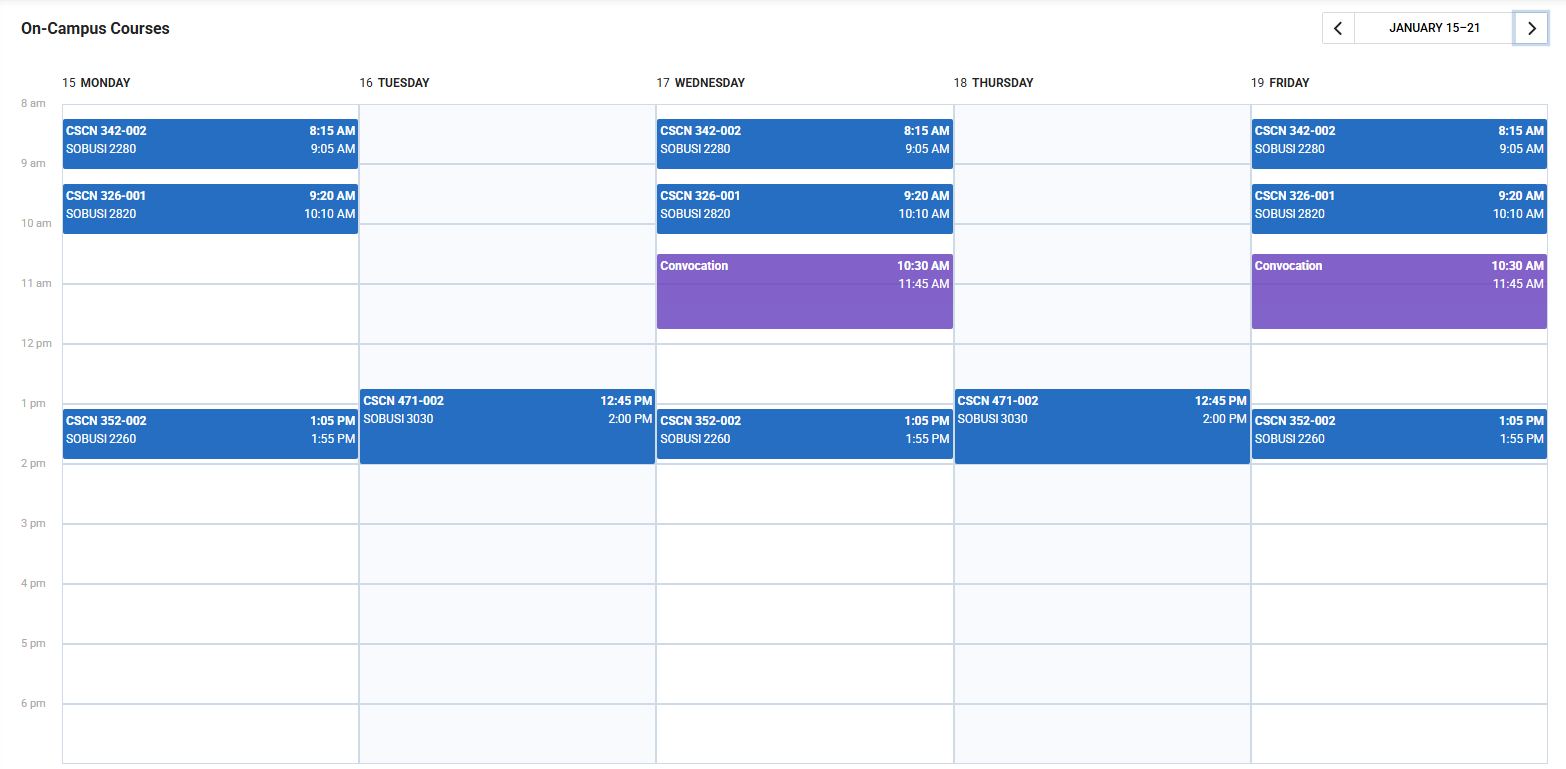 On-Campus Courses
JANUARY 15–21
15 MONDAY
16 TUESDAY
17 WEDNESDAY
18 THURSDAY
19 FRIDAY
8 am
9 am
10 am
11 am
12 pm
1 pm
2 pm
3 pm
4 pm
5 pm
6 pm
CSCN 342-002 8:15 AM
SOBUSI 2280 9:05 AM
CSCN 326-001 9:20 AM
SOBUSI 2820 10:10 AM
CSCN 352-002 1:05 PM
SOBUSI 2260 1:55 PM
CSCN 471-002 12:45 PM
SOBUSI 3030 2:00 PM
CSCN 342-002 8:15 AM
SOBUSI 2280 9:05 AM
CSCN 326-001 9:20 AM
SOBUSI 2820 10:10 AM
Convocation 10:30 AM
11:45 AM
CSCN 352-002 1:05 PM
SOBUSI 2260 1:55 PM
CSCN 471-002 12:45 PM
SOBUSI 3030 2:00 PM
CSCN 342-002 8:15 AM
SOBUSI 2280 9:05 AM
CSCN 326-001 9:20 AM
SOBUSI 2820 10:10 AM
Convocation 10:30 AM
11:45 AM
CSCN 352-002 1:05 PM
SOBUSI 2260 1:55 PM